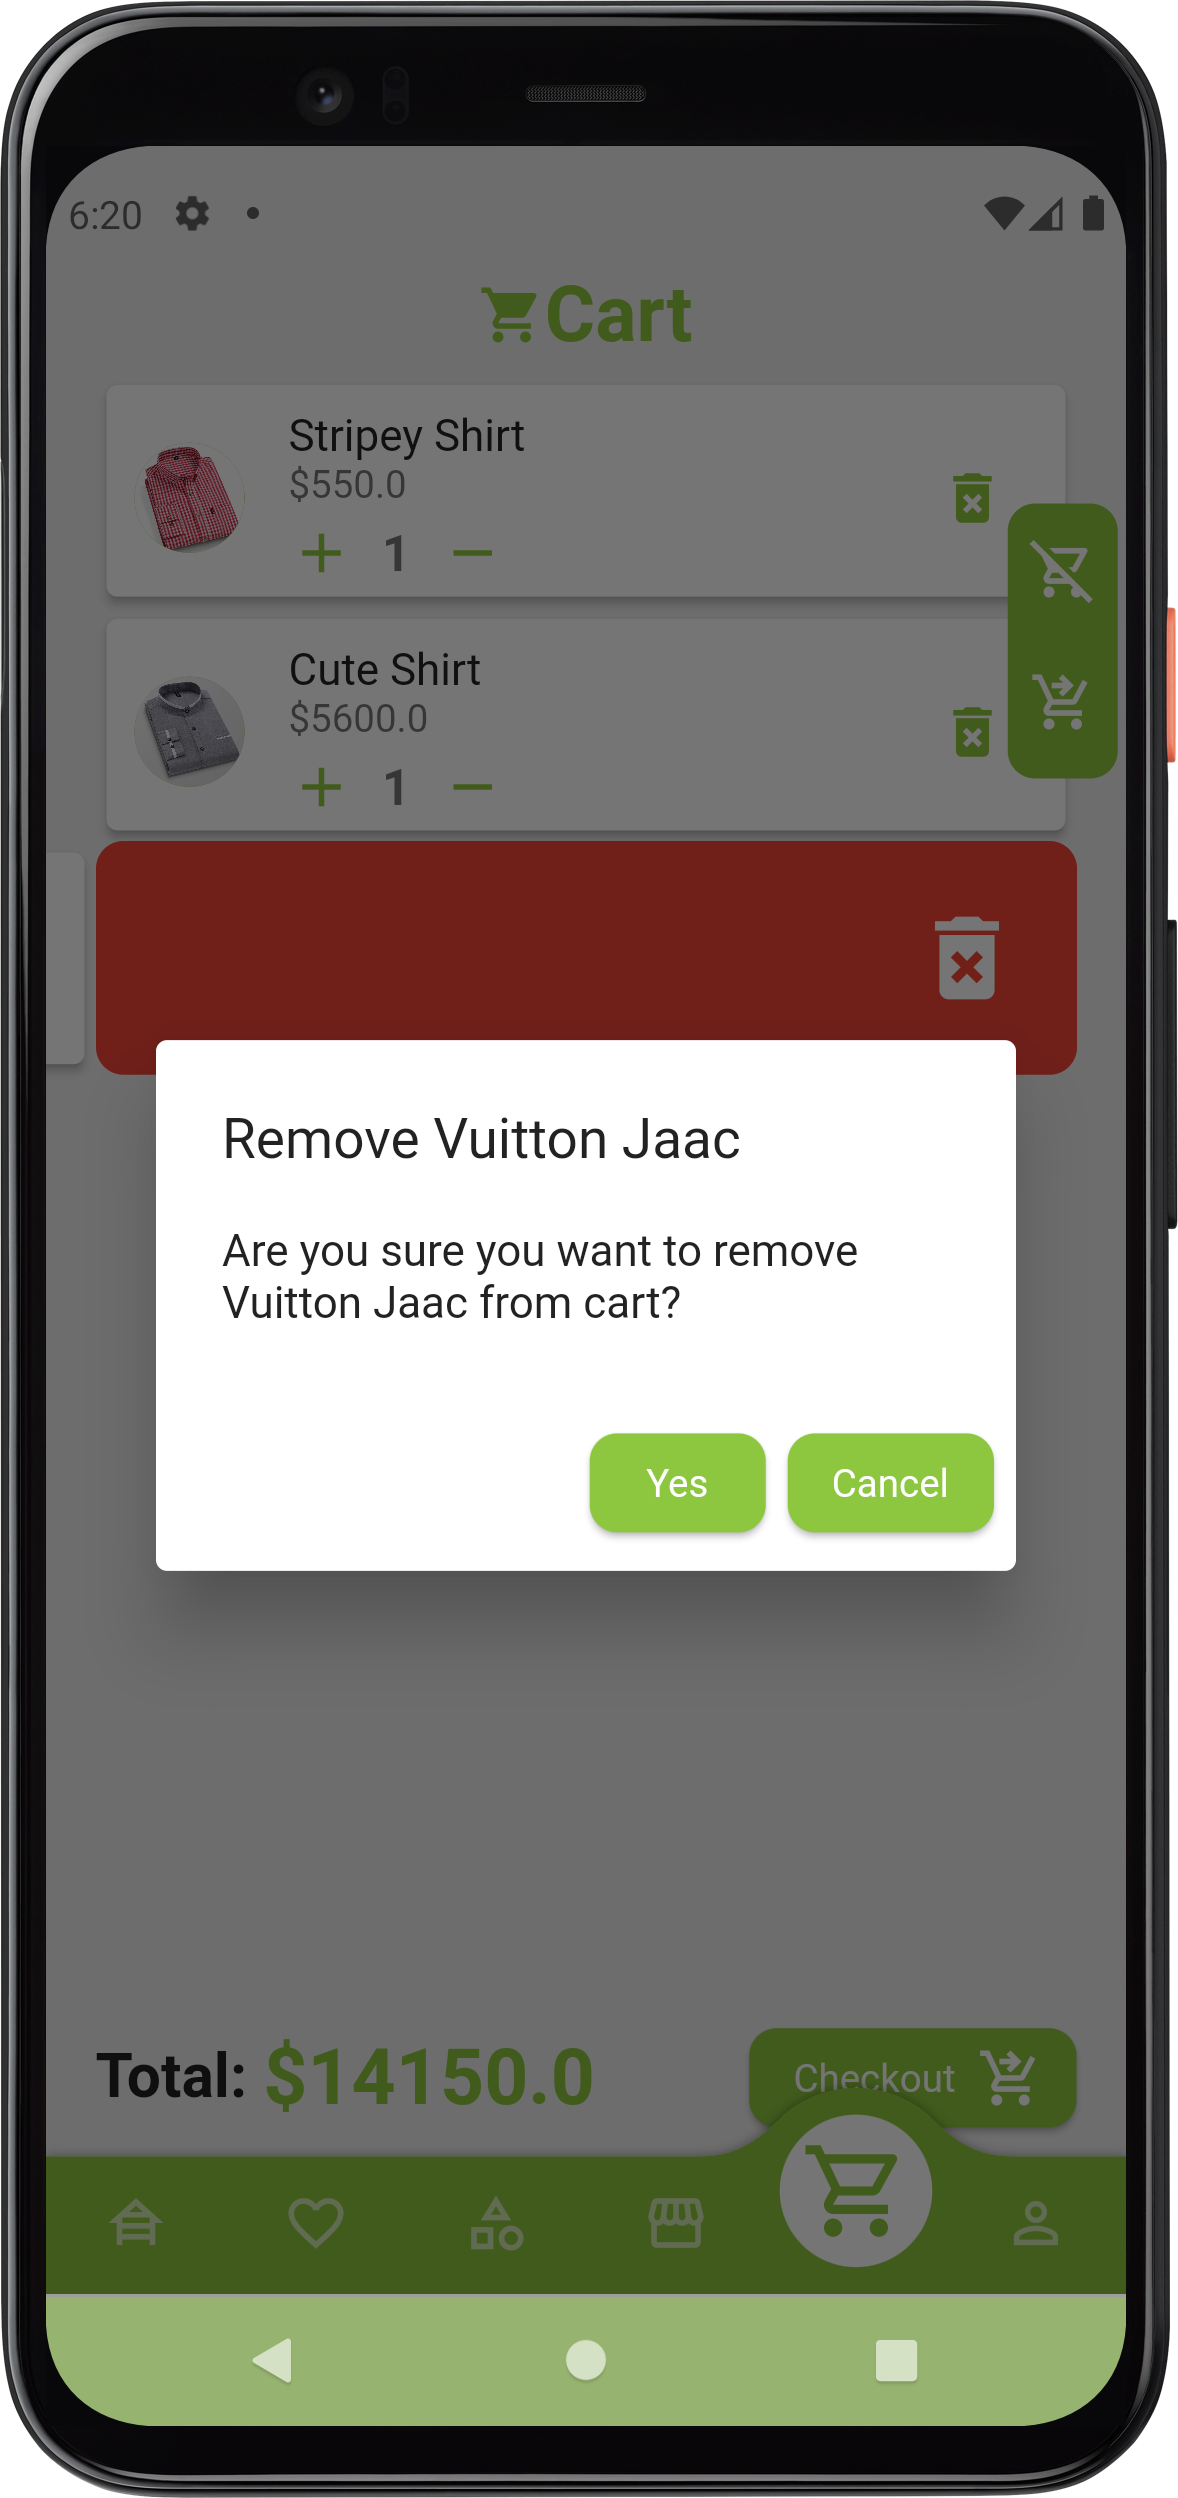 6:20
Cart
Stripey Shirt
$550.0
1
Cute Shirt
$5600.0
1
Remove Vuitton Jaac
Are you sure you want to remove
Vuitton Jaac from cart?
Yes
Cancel
Total: $14150.0
Checkout